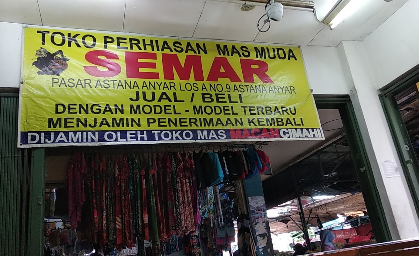 TOKO PERHIASAN MAS MUDA
SEMAR
PASAR ASTANA ANYAR LOS A NO.9 ASTANA ANYAR
JUAL / BELI
DENGAN MODEL - MODEL TERBARU
MENJAMIN PENERIMAAN KEMBALI
DIJAMIN OLEH TOKO MAS MACAN CIMAHI